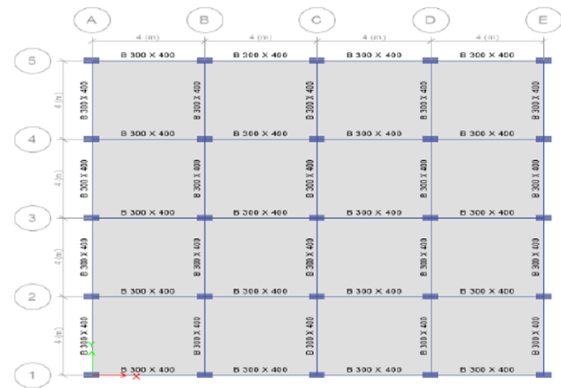 A B C D E
4 (m) 4 (m) 4 (m) 4 (m)
5 B 300 X 400 B 300 X 400 B 300 X 400 B 300 X 400
4 (m) B 300 X 400 B 300 X 400 B 300 X 400 B 300 X 400 B 300 X 400
4 B 300 X 400 B 300 X 400 B 300 X 400 B 300 X 400
4 (m) B 300 X 400 B 300 X 400 B 300 X 400 B 300 X 400 B 300 X 400
3 B 300 X 400 B 300 X 400 B 300 X 400 B 300 X 400
4 (m) B 300 X 400 B 300 X 400 B 300 X 400 B 300 X 400 B 300 X 400
2 B 300 X 400 B 300 X 400 B 300 X 400 B 300 X 400
4 (m) B 300 X 400 B 300 X 400 B 300 X 400 B 300 X 400 B 300 X 400
1 B 300 X 400 B 300 X 400 B 300 X 400 B 300 X 400
X